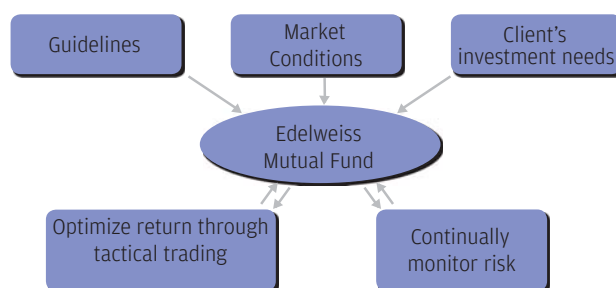 Guidelines
Market
Conditions
Client's
investment needs
Edelweiss
Mutual Fund
Optimize return through
tactical trading
Continually
monitor risk